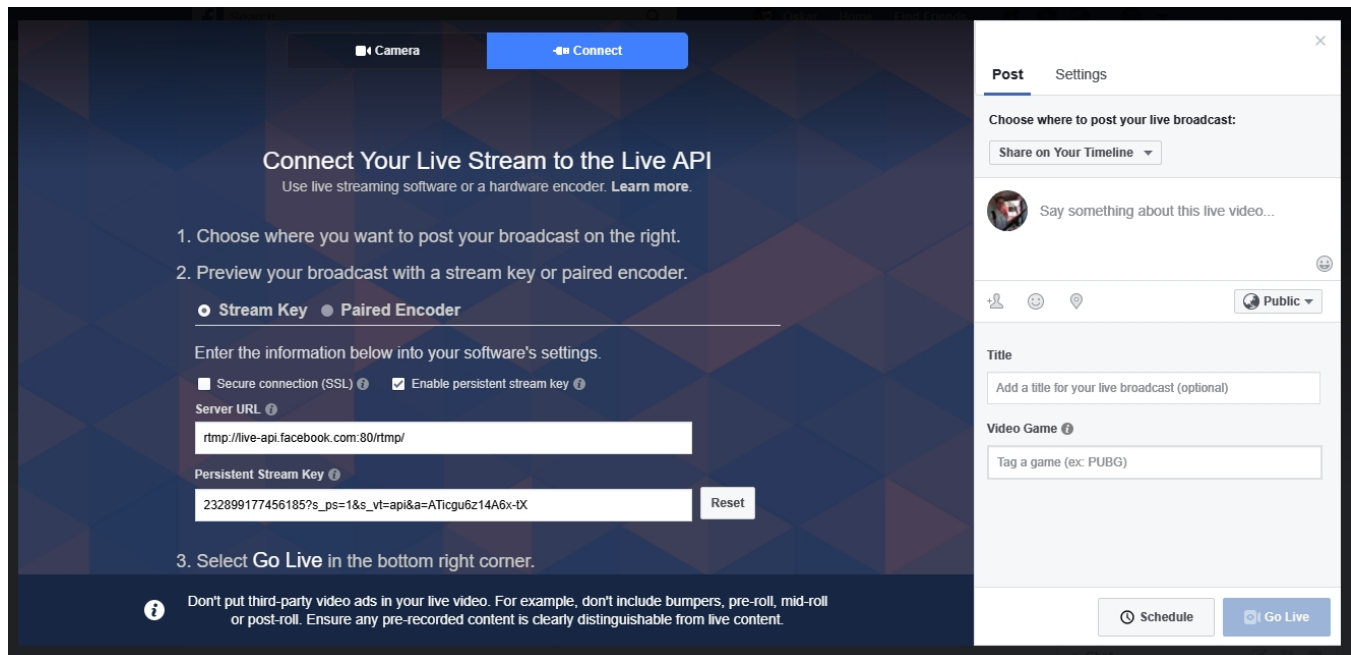 Camera
Connect
Connect Your Live Stream to the Live API
Use live streaming software or a hardware encoder. Learn more.
1. Choose where you want to post your broadcast on the right.
2. Preview your broadcast with a stream key or paired encoder.
Stream Key Paired Encoder
Enter the information below into your software's settings.
Secure connection (SSL) Enable persistent stream key
Server URL
rtmp://live-api.facebook.com:80/rtmp/
Persistent Stream Key
232899177456185?s_ps=1&s_vt=api&a=ATicgu6z14A6x-tX
Reset
3. Select Go Live in the bottom right corner.
Don't put third-party video ads in your live video. For example, don't include bumpers, pre-roll, mid-roll
or post-roll. Ensure any pre-recorded content is clearly distinguishable from live content.
Post Settings
Choose where to post your live broadcast:
Share on Your Timeline
Say something about this live video...
Public
Title
Add a title for your live broadcast (optional)
Video Game
Tag a game (ex: PUBG)
Schedule
Go Live